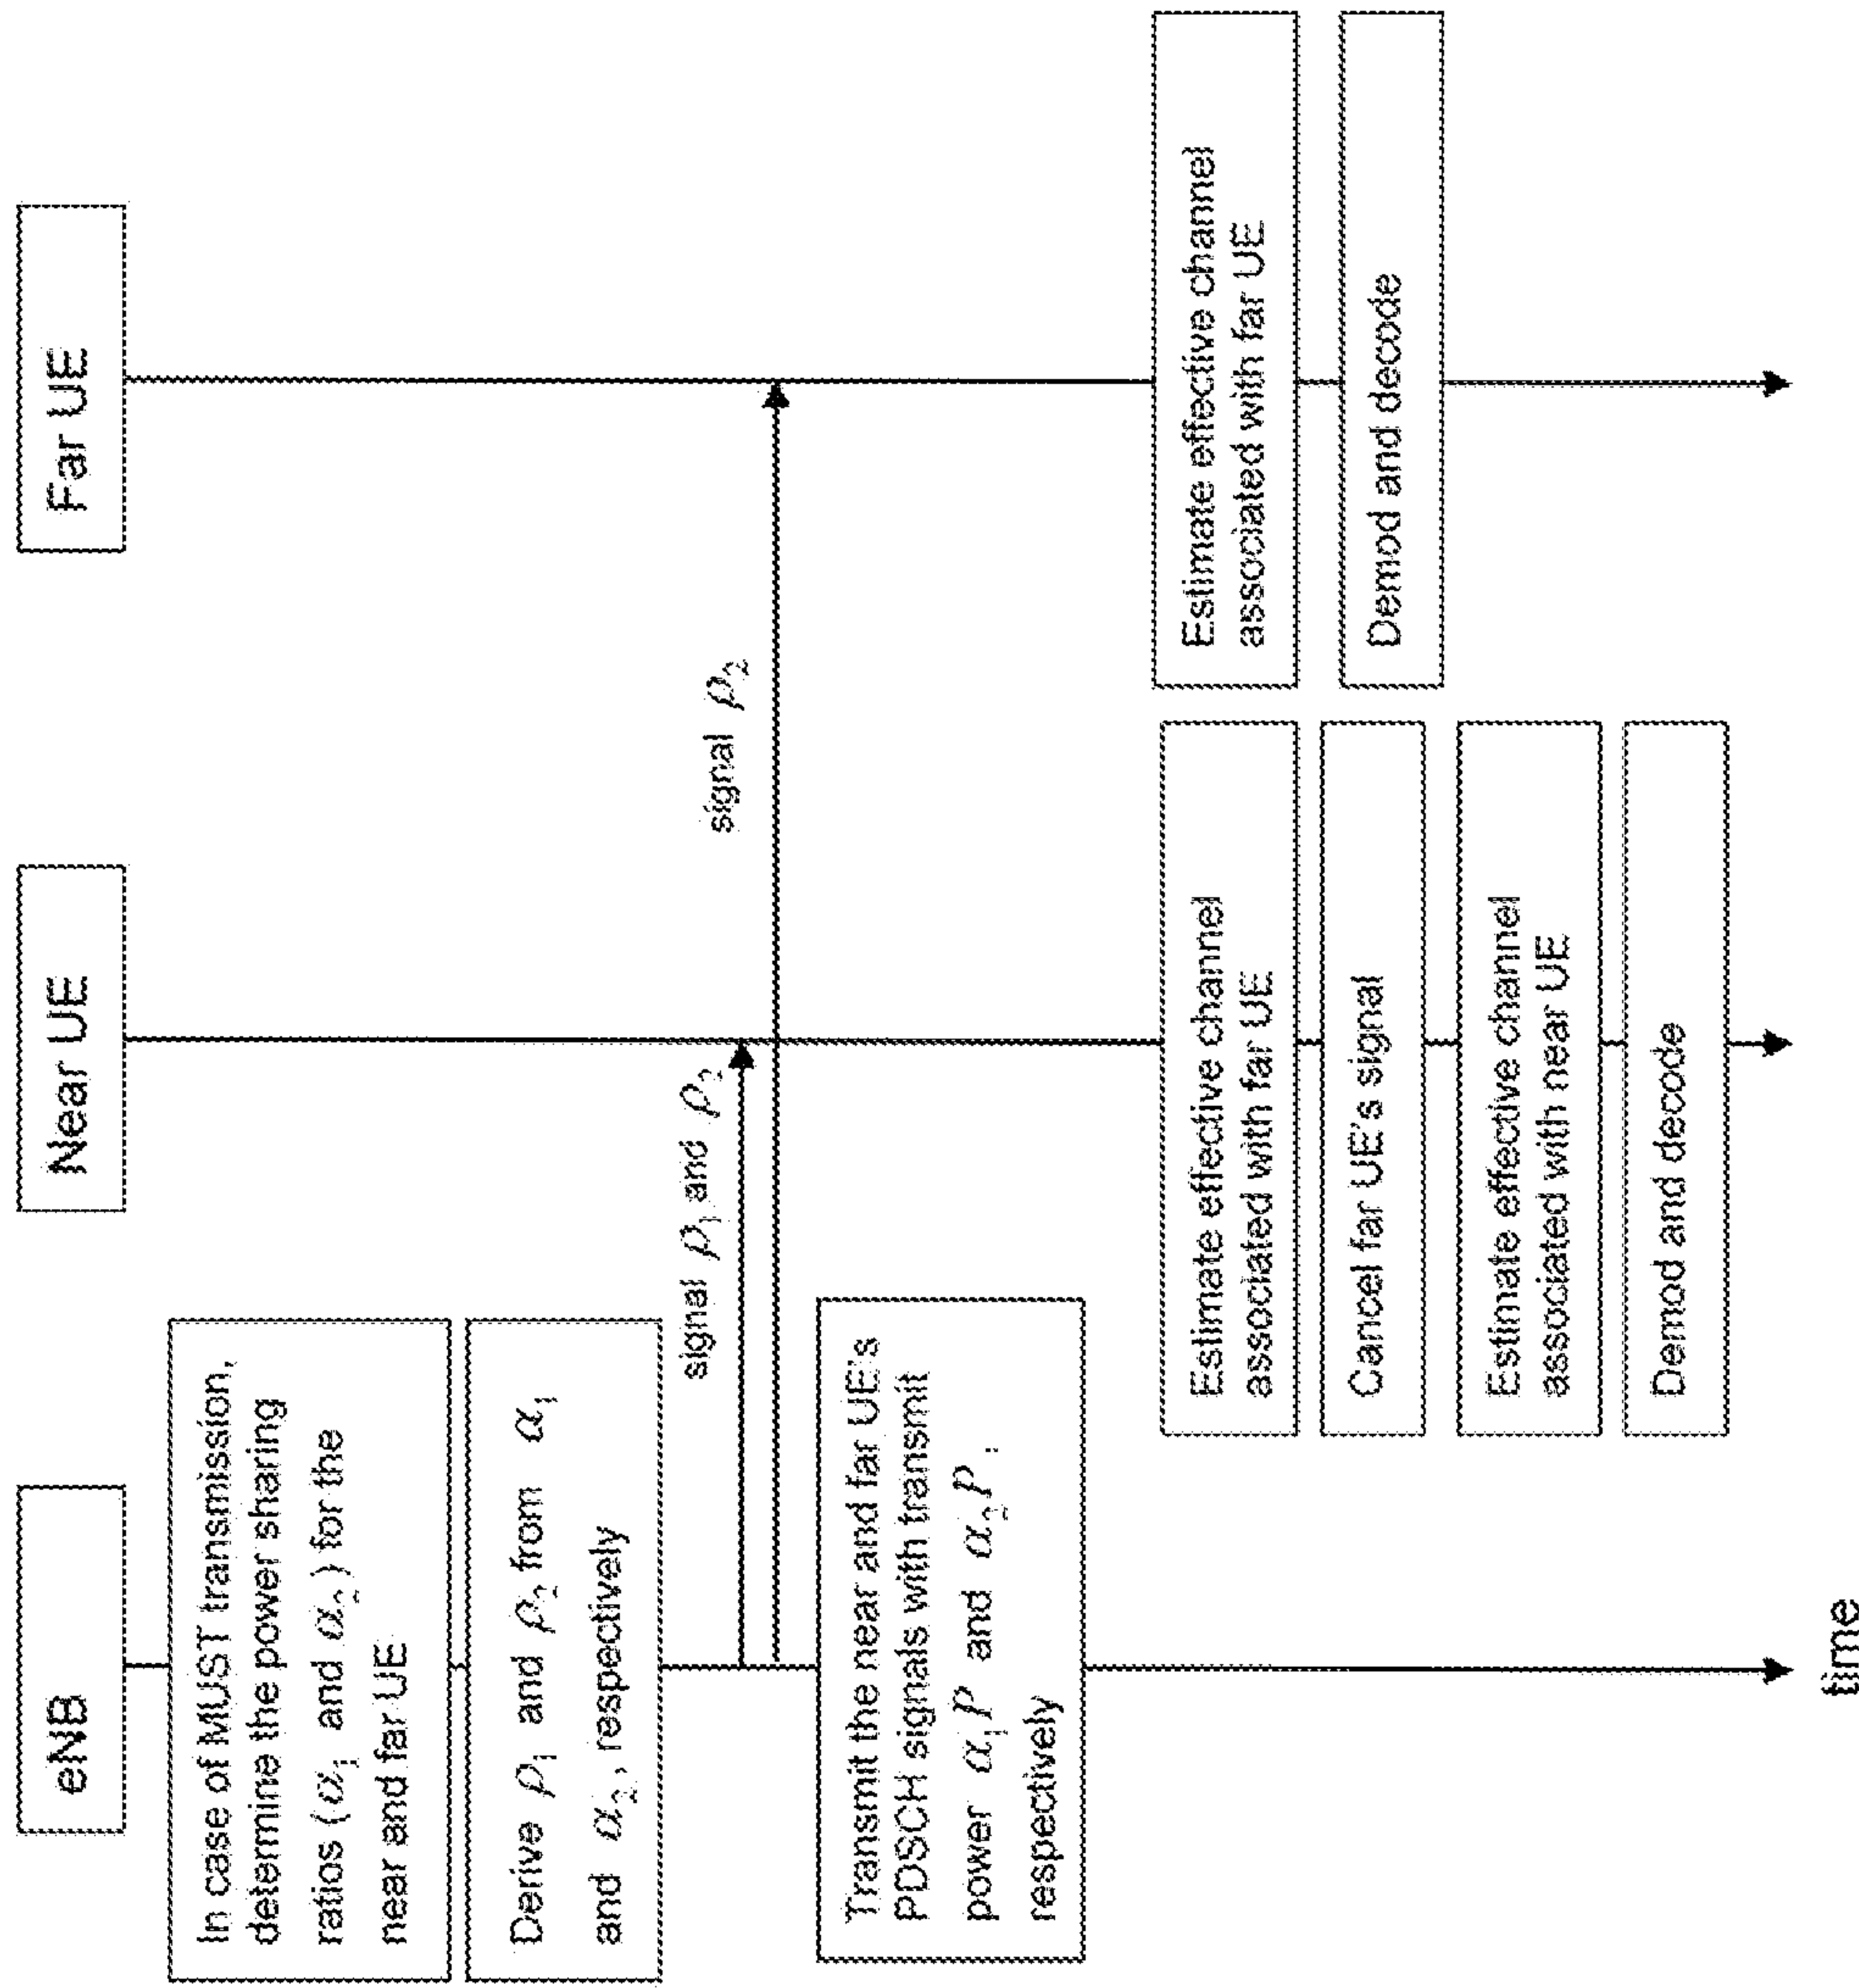 eNB
Near UE
Far UE
In case of MUST transmission,
determine the power sharing
ratios (α₁ and α₂) for the
near and far UE
Derive ρ₁ and ρ₂ from α₁
and α₂, respectively
signal ρ₁ and ρ₂
signal ρ₂
Transmit the near and far UE's
PDSCH signals with transmit
power α₁P and α₂P,
respectively
Estimate effective channel
associated with far UE
Cancel far UE's signal
Estimate effective channel
associated with near UE
Demod and decode
Estimate effective channel
associated with far UE
Demod and decode
time